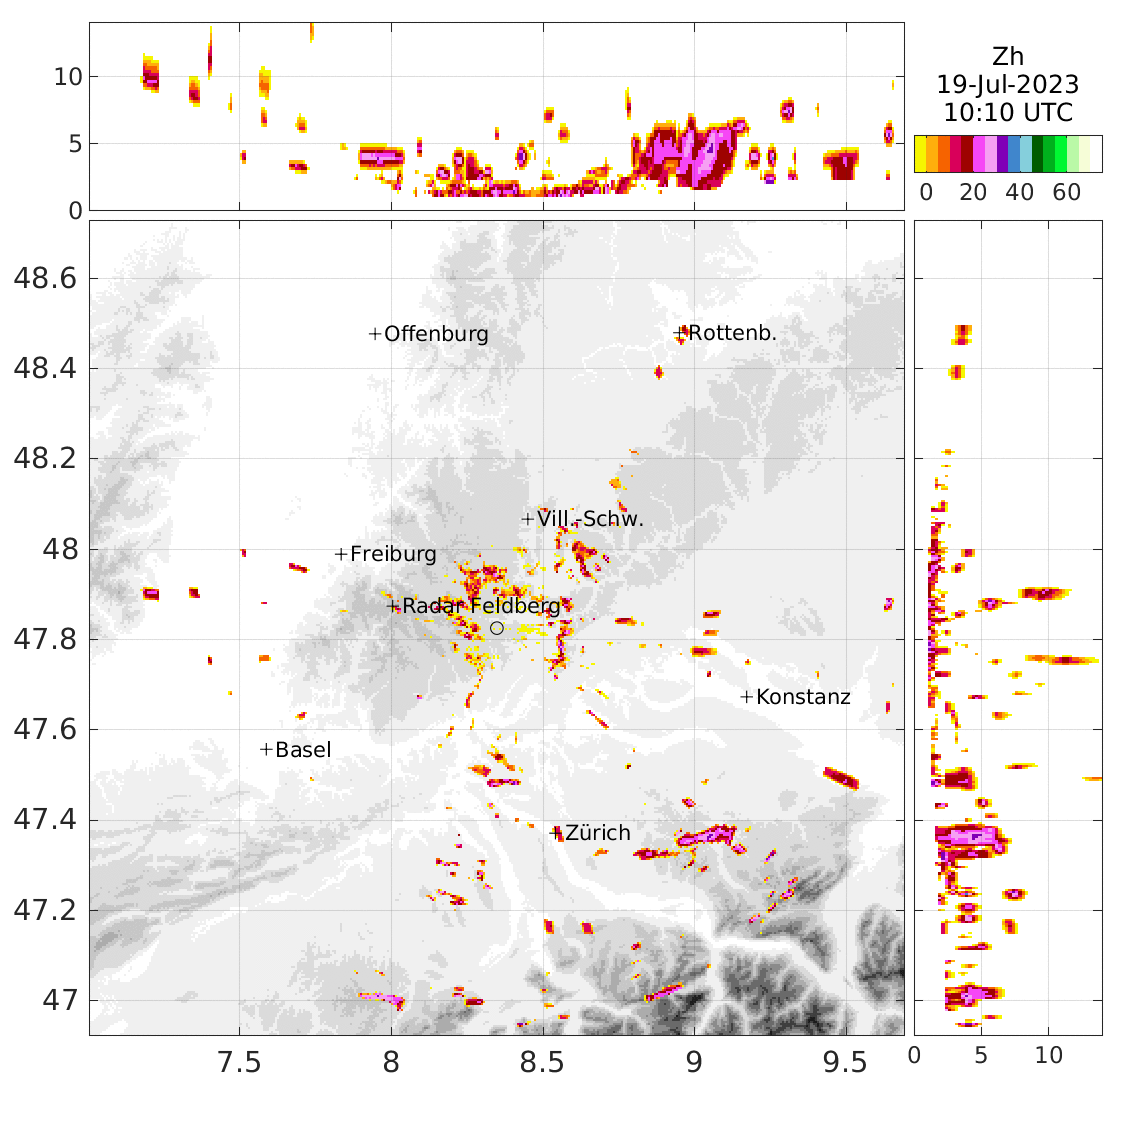 Zh
19-Jul-2023
10:10 UTC
0 20 40 60
10
5
0
48.6
48.4
48.2
48
47.8
47.6
47.4
47.2
47
Offenburg
Rottenb.
Vill.-Schw.
Freiburg
Radar Feldberg
Konstanz
Basel
Zürich
7.5 8 8.5 9 9.5
0 5 10